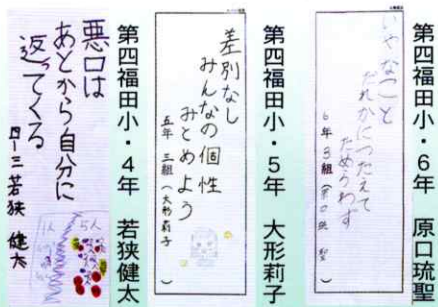 第四福田小・6年 原口琉聖
いやなこと
だれかにつたえて
ためらわず
6年3組(原口琉聖)
第四福田小・5年 大形莉子
差別なし
みんなの個性
みとめよう
五年三組(大形莉子)
第四福田小・4年 若狭健太
悪口は
あとから自分に
返ってくる
四ー三 若狭 健太